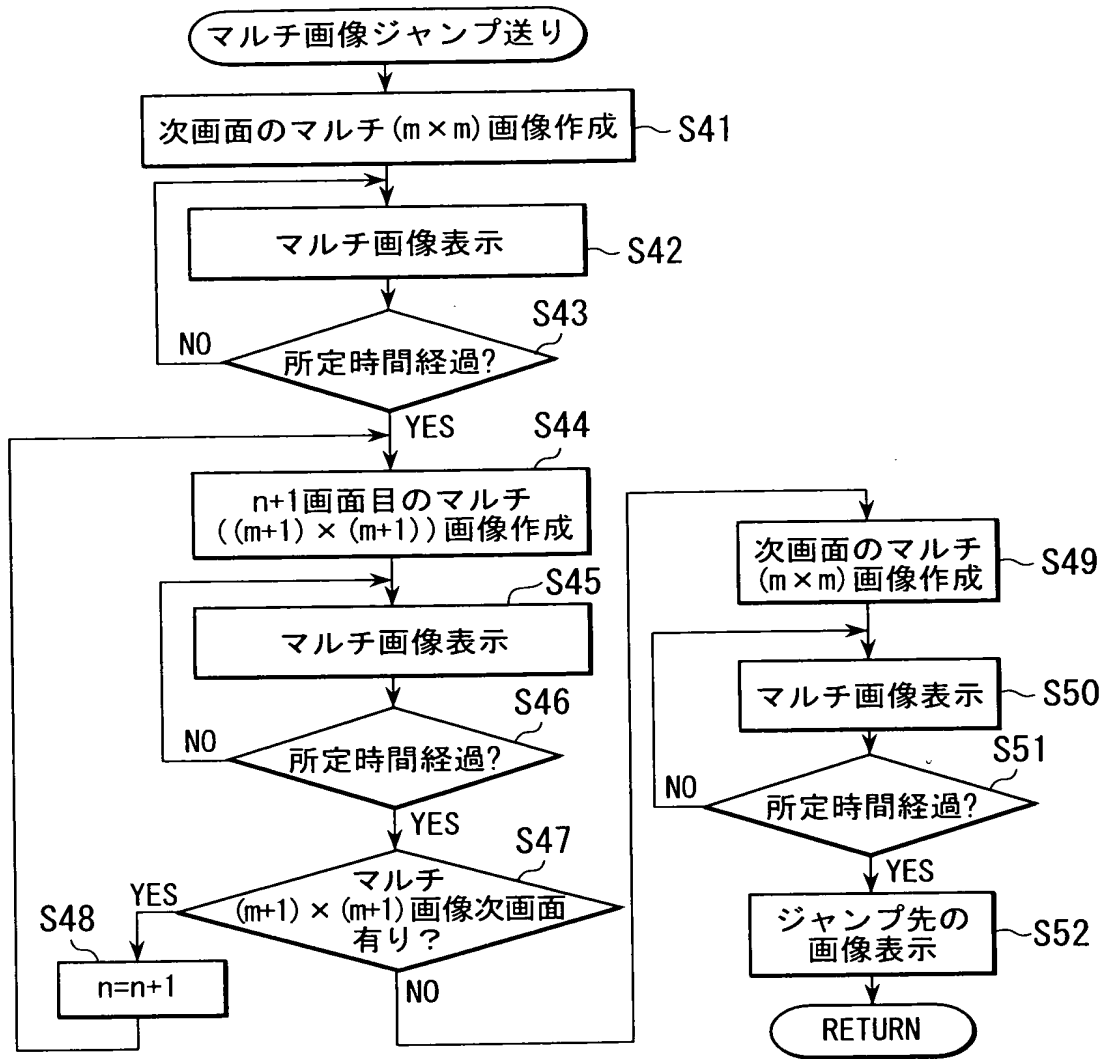 マルチ画像ジャンプ送り
次画面のマルチ(m×m)画像作成
S41
マルチ画像表示
S42
S43
所定時間経過?
NO
YES
S44
n+1画面目のマルチ
((m+1)×(m+1))画像作成
S45
マルチ画像表示
S46
所定時間経過?
NO
YES
S47
マルチ
(m+1)×(m+1)画像次画面
有り?
YES
NO
S48
n=n+1
次画面のマルチ
(m×m)画像作成
S49
マルチ画像表示
S50
S51
所定時間経過?
NO
YES
ジャンプ先の
画像表示
S52
RETURN